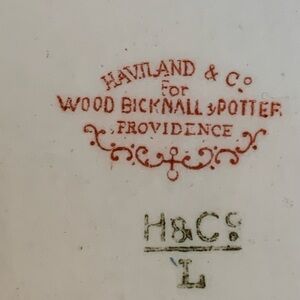 HAVILAND & Co
For
WOOD BICKNALL & POTTER
PROVIDENCE
H&Co
L